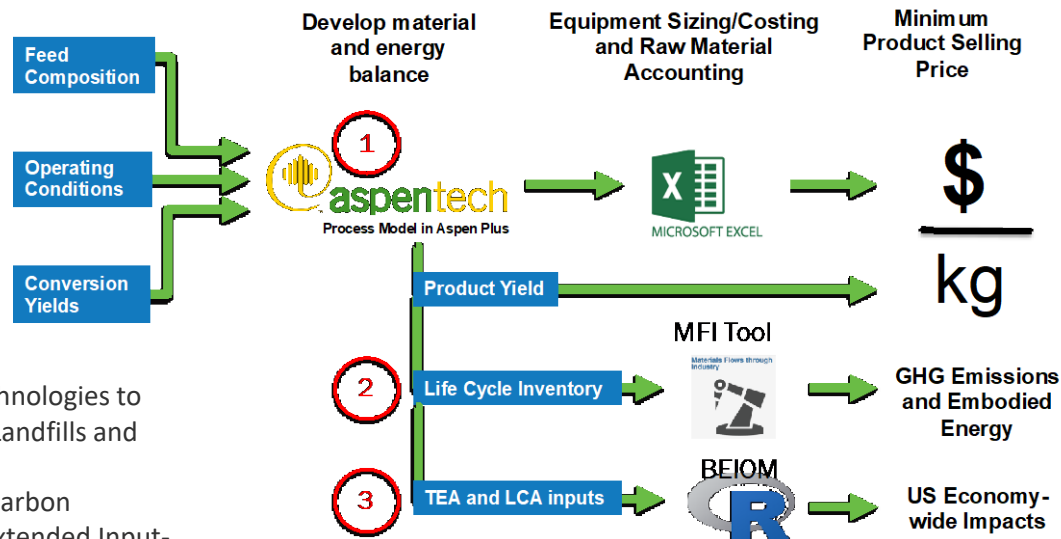 Develop material
and energy
balance
Equipment Sizing/Costing
and Raw Material
Accounting
Minimum
Product Selling
Price
Feed
Composition
Operating
Conditions
Conversion
Yields
1
aspentech
Process Model in Aspen Plus
X
MICROSOFT EXCEL
$
kg
Product Yield
MFI Tool
Materials Flows through
Industry
2
Life Cycle Inventory
GHG Emissions
and Embodied
Energy
BEIOM
3
TEA and LCA inputs
R
US Economy-
wide Impacts
hnologies to
Landfills and
arbon
xtended Input-